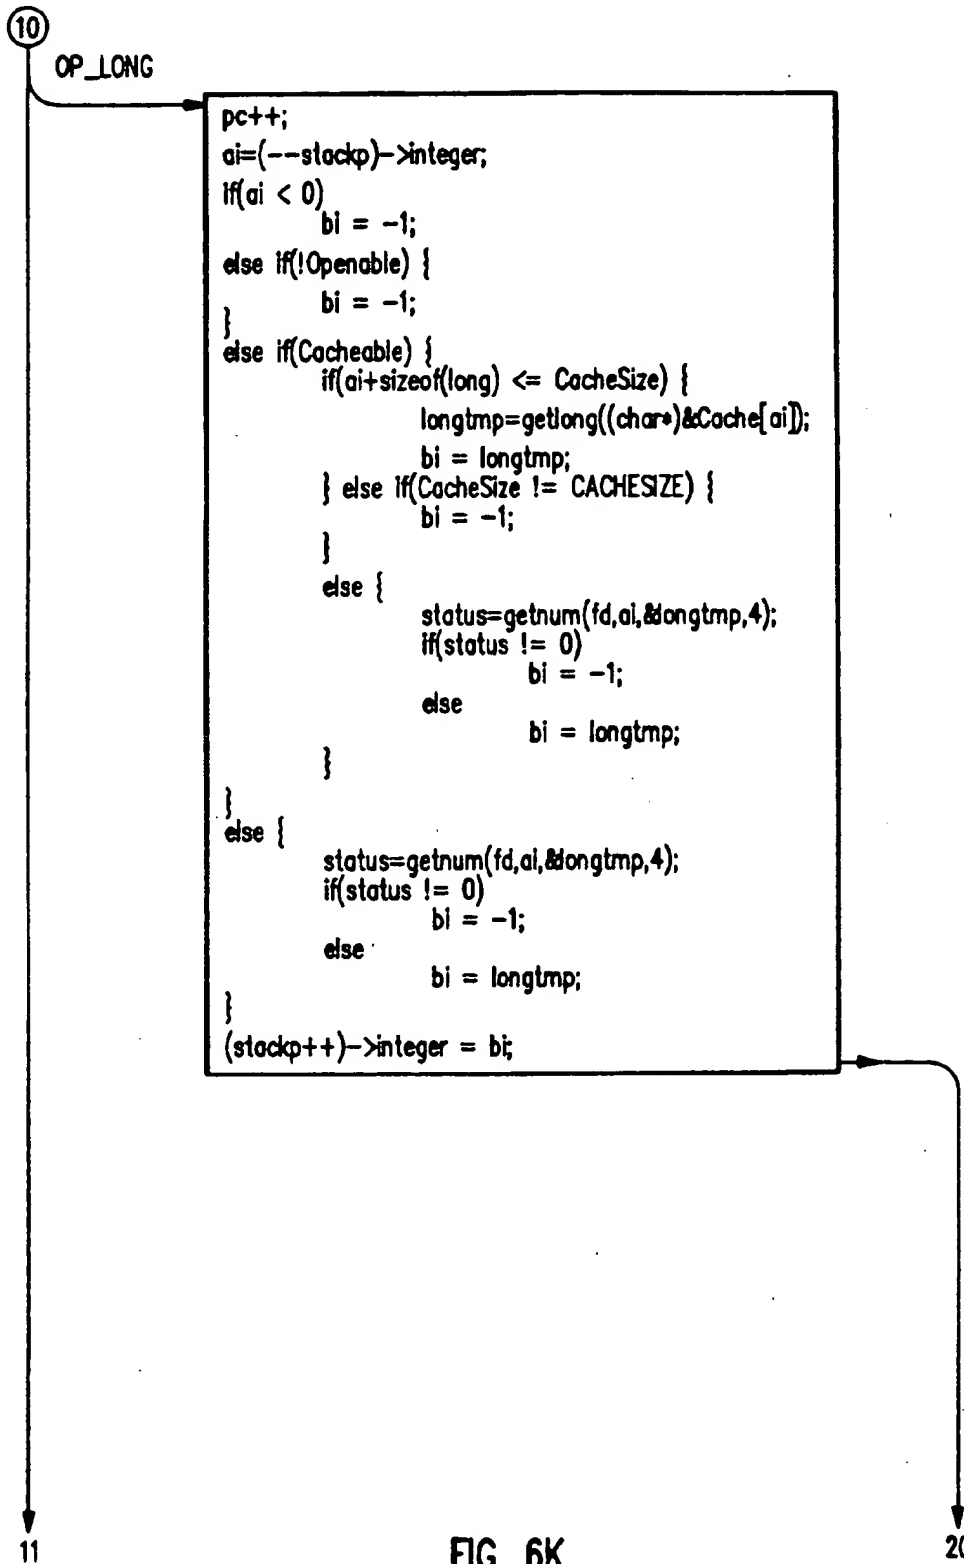 10
OP_LONG
pc++;
ai=(--stackp)->integer;
if(ai < 0)
bi = -1;
else if(!Openable) {
bi = -1;
}
else if(Cacheable) {
if(ai+sizeof(long) <= CacheSize) {
longtmp=getlong((char*)&Cache[ai]);
bi = longtmp;
} else if(CacheSize != CACHESIZE) {
bi = -1;
}
else {
status=getnum(fd,ai,&longtmp,4);
if(status != 0)
bi = -1;
else
bi = longtmp;
}
}
else {
status=getnum(fd,ai,&longtmp,4);
if(status != 0)
bi = -1;
else
bi = longtmp;
}
(stackp++)->integer = bi;
11
FIG. 6K
20